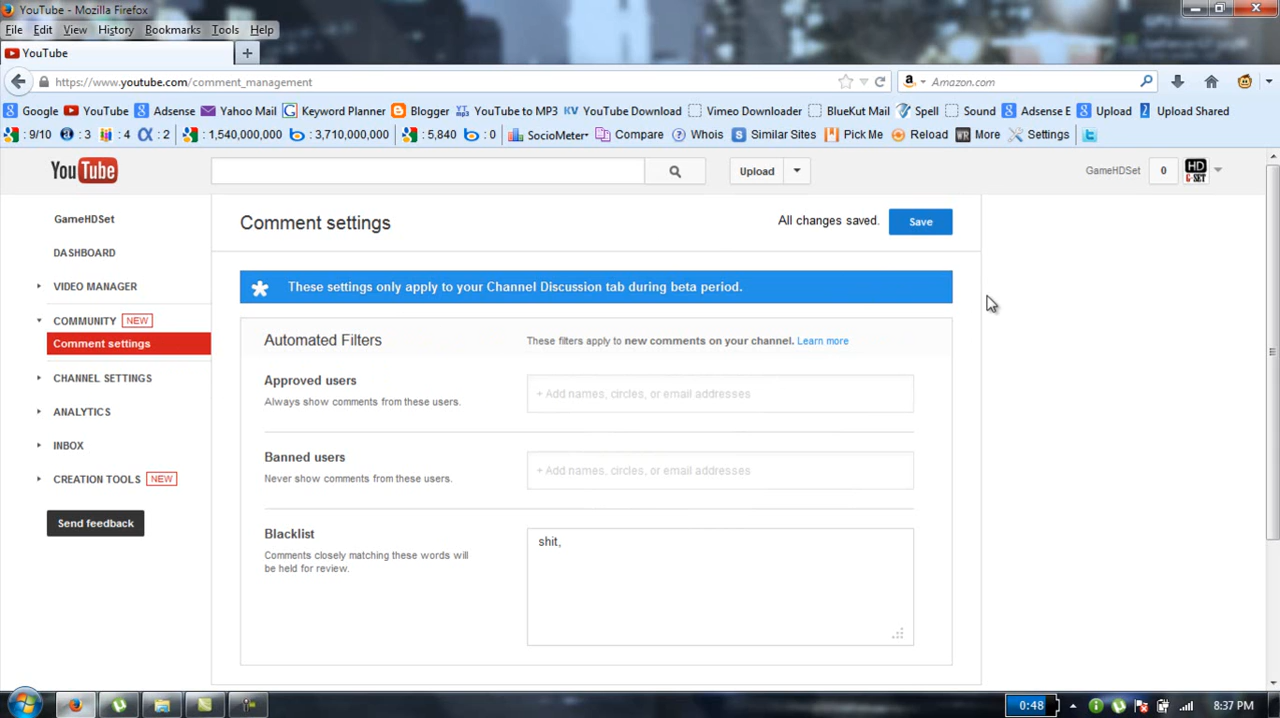 YouTube - Mozilla Firefox
File Edit View History Bookmarks Tools Help
YouTube +
https://www.youtube.com/comment_management Amazon.com
Google YouTube Adsense Yahoo Mail Keyword Planner Blogger YouTube to MP3 KV YouTube Download Vimeo Downloader BlueKut Mail Spell Sound Adsense E Upload Upload Shared
: 9/10 : 3 : 4 : 2 : 1,540,000,000 : 3,710,000,000 : 5,840 : 0 SocioMeter Compare Whois Similar Sites Pick Me Reload WR More Settings
YouTube Upload GameHDSet 0 HD G-SET
GameHDSet
DASHBOARD
VIDEO MANAGER
COMMUNITY NEW
Comment settings
CHANNEL SETTINGS
ANALYTICS
INBOX
CREATION TOOLS NEW
Send feedback
Comment settings All changes saved. Save
These settings only apply to your Channel Discussion tab during beta period.
Automated Filters These filters apply to new comments on your channel. Learn more
Approved users
Always show comments from these users.
+ Add names, circles, or email addresses
Banned users
Never show comments from these users.
+ Add names, circles, or email addresses
Blacklist
Comments closely matching these words will
be held for review.
shit,
0:48 8:37 PM